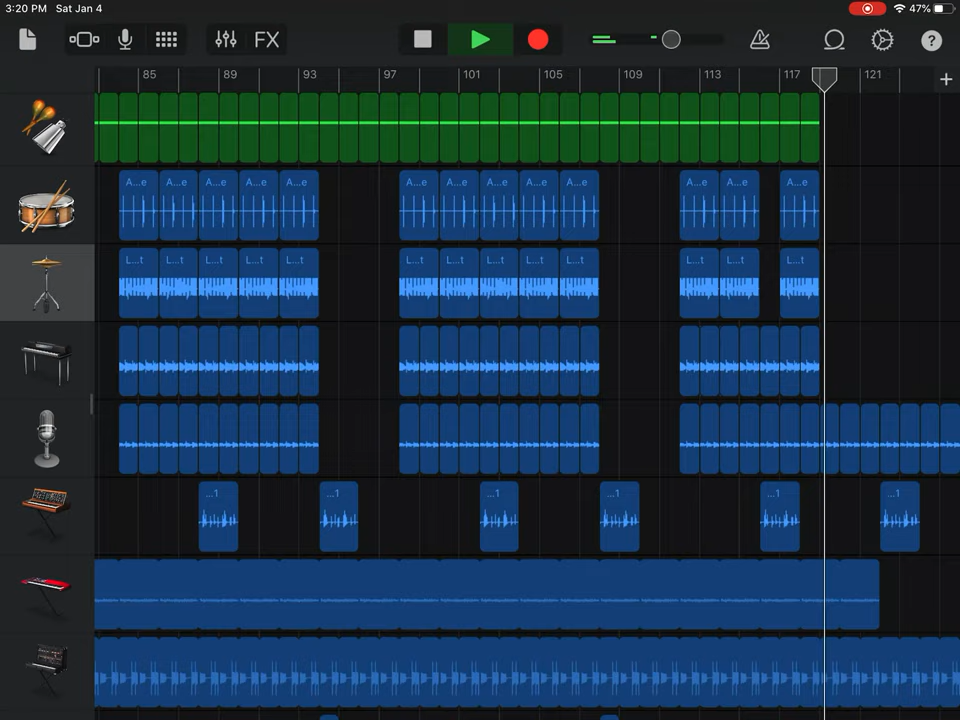 3:20 PM Sat Jan 4 47%
FX ?
85 89 93 97 101 105 109 113 117 121 +
A...e A...e A...e A...e A...e A...e A...e A...e A...e A...e A...e A...e A...e
L...t L...t L...t L...t L...t L...t L...t L...t L...t L...t L...t L...t L...t
...1 ...1 ...1 ...1 ...1 ...1